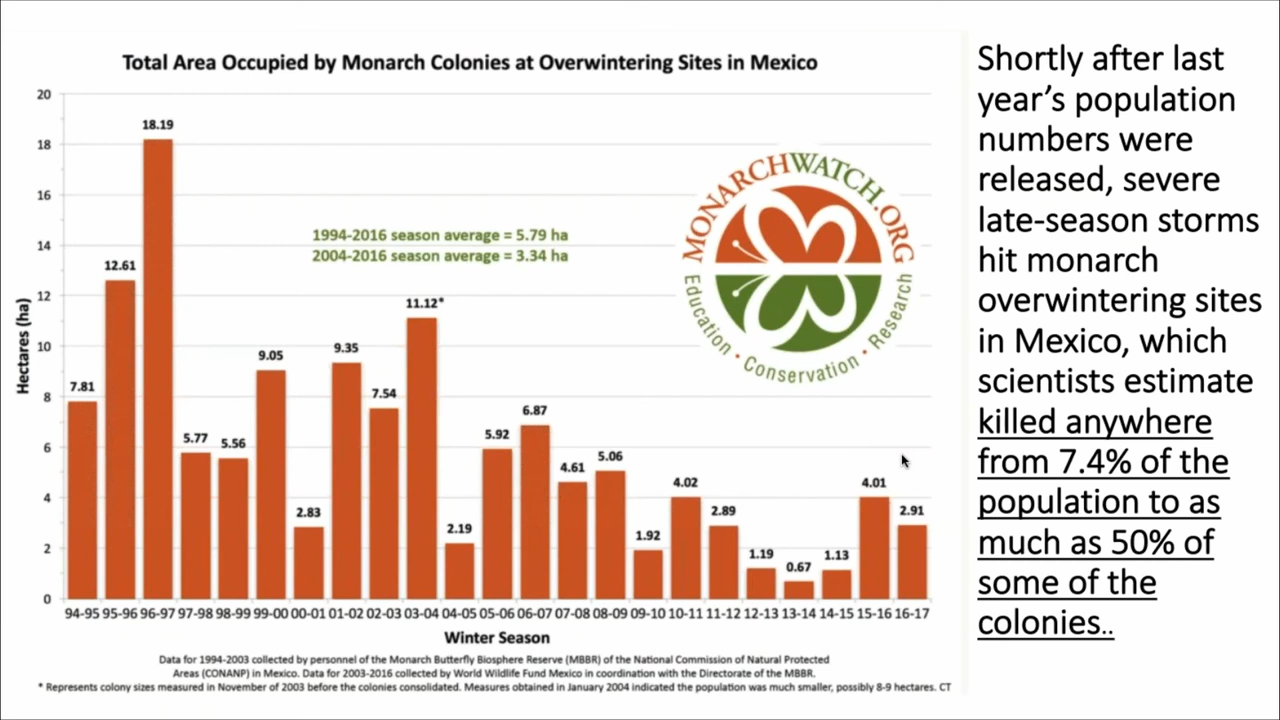 Total Area Occupied by Monarch Colonies at Overwintering Sites in Mexico
20
18
16
14
12
10
8
6
4
2
0
Hectares (ha)
7.81
12.61
18.19
5.77
5.56
9.05
2.83
9.35
7.54
11.12*
2.19
5.92
6.87
4.61
5.06
1.92
4.02
2.89
1.19
0.67
1.13
4.01
2.91
1994-2016 season average = 5.79 ha
2004-2016 season average = 3.34 ha
MONARCHWATCH.ORG
Education • Conservation • Research
94-95 95-96 96-97 97-98 98-99 99-00 00-01 01-02 02-03 03-04 04-05 05-06 06-07 07-08 08-09 09-10 10-11 11-12 12-13 13-14 14-15 15-16 16-17
Winter Season
Data for 1994-2003 collected by personnel of the Monarch Butterfly Biosphere Reserve (MBBR) of the National Commission of Natural Protected
Areas (CONANP) in Mexico. Data for 2003-2016 collected by World Wildlife Fund Mexico in coordination with the Directorate of the MBBR.
* Represents colony sizes measured in November of 2003 before the colonies consolidated. Measures obtained in January 2004 indicated the population was much smaller, possibly 8-9 hectares. CT
Shortly after last
year's population
numbers were
released, severe
late-season storms
hit monarch
overwintering sites
in Mexico, which
scientists estimate
killed anywhere
from 7.4% of the
population to as
much as 50% of
some of the
colonies..